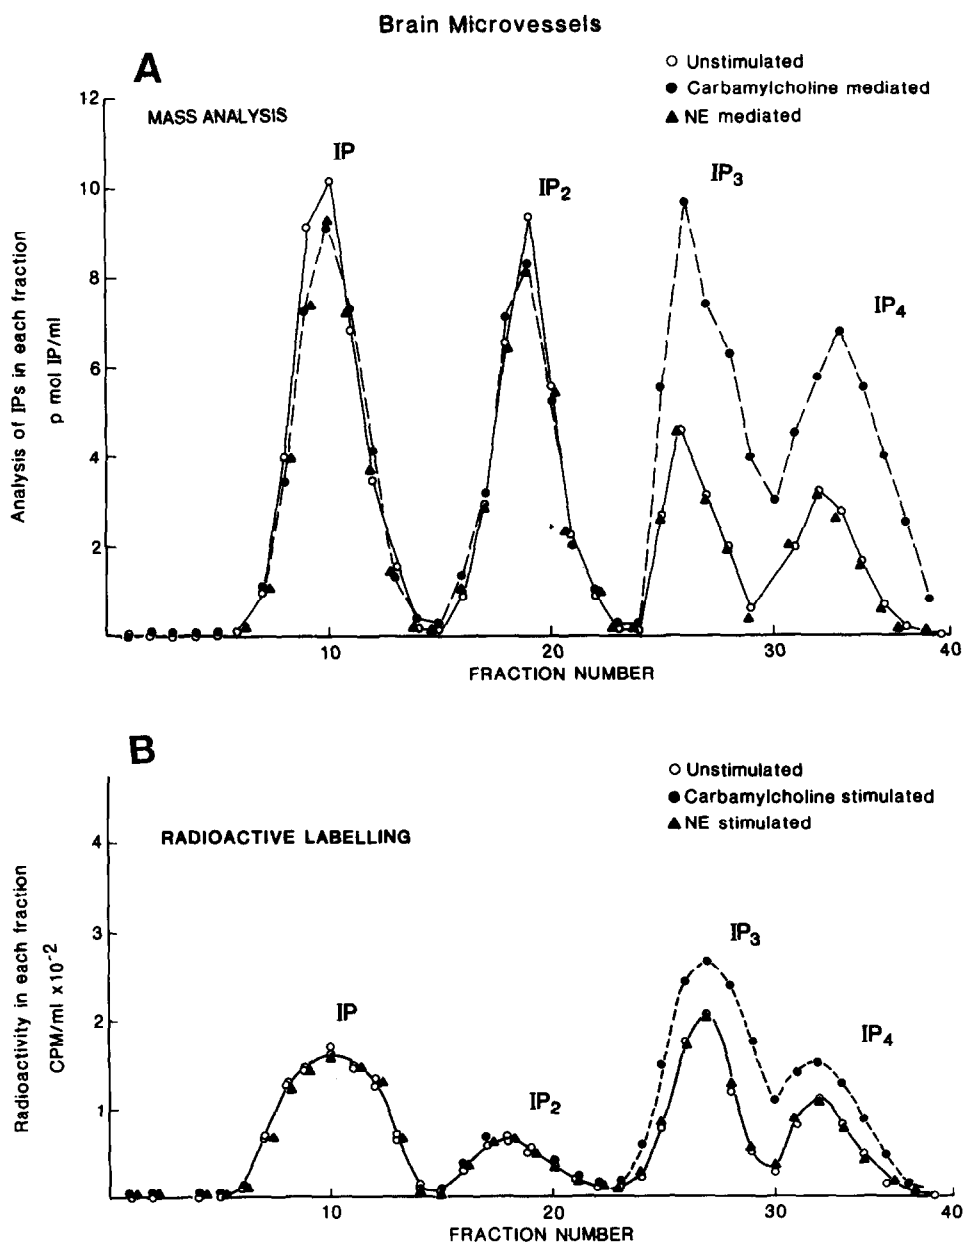 Brain Microvessels
A
Unstimulated
Carbamylcholine mediated
NE mediated
MASS ANALYSIS
12
10
8
6
4
2
IP
IP2
IP3
IP4
Analysis of IPs in each fraction
p mol IP/ml
10
20
30
40
FRACTION NUMBER
B
Unstimulated
Carbamylcholine stimulated
NE stimulated
RADIOACTIVE LABELLING
4
3
2
1
IP
IP2
IP3
IP4
Radioactivity in each fraction
CPM/ml x10-2
10
20
30
40
FRACTION NUMBER